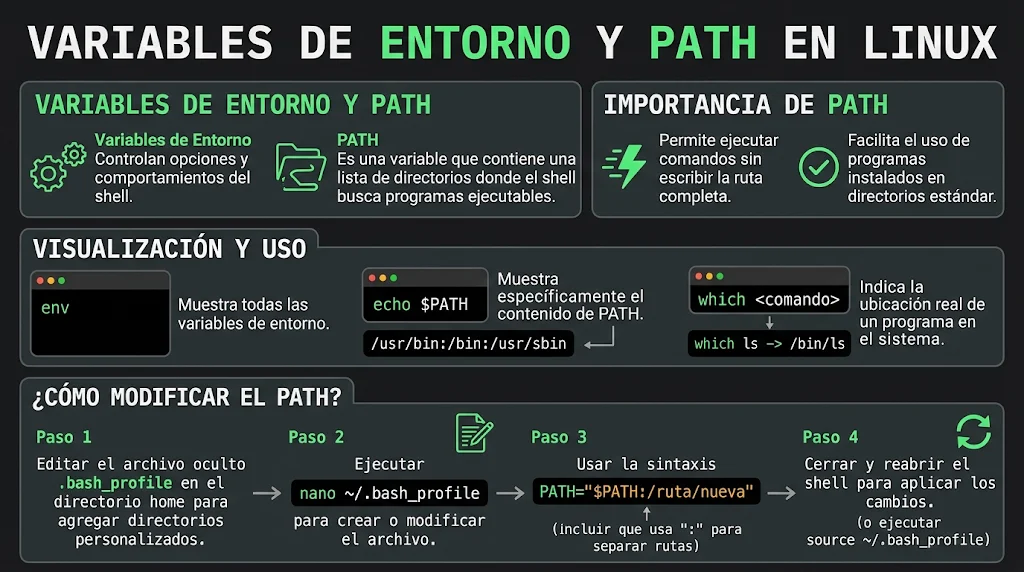 VARIABLES DE ENTORNO Y PATH EN LINUX
VARIABLES DE ENTORNO Y PATH
Variables de Entorno
Controlan opciones y
comportamientos del
shell.
PATH
Es una variable que contiene una
lista de directorios donde el shell
busca programas ejecutables.
IMPORTANCIA DE PATH
Permite ejecutar
comandos sin
escribir la ruta
completa.
Facilita el uso de
programas
instalados en
directorios estándar.
VISUALIZACIÓN Y USO
env
Muestra todas las
variables de entorno.
echo $PATH
/usr/bin:/bin:/usr/sbin
Muestra
específicamente el
contenido de PATH.
which <comando>
which ls -> /bin/ls
Indica la
ubicación real de
un programa en
el sistema.
¿CÓMO MODIFICAR EL PATH?
Paso 1
Editar el archivo oculto
.bash_profile en el
directorio home para
agregar directorios
personalizados.
Paso 2
Ejecutar
nano ~/.bash_profile
para crear o modificar
el archivo.
Paso 3
Usar la sintaxis
PATH="$PATH:/ruta/nueva"
(incluir que usa ":" para
separar rutas)
Paso 4
Cerrar y reabrir el
shell para aplicar los
cambios.
(o ejecutar
source ~/.bash_profile)